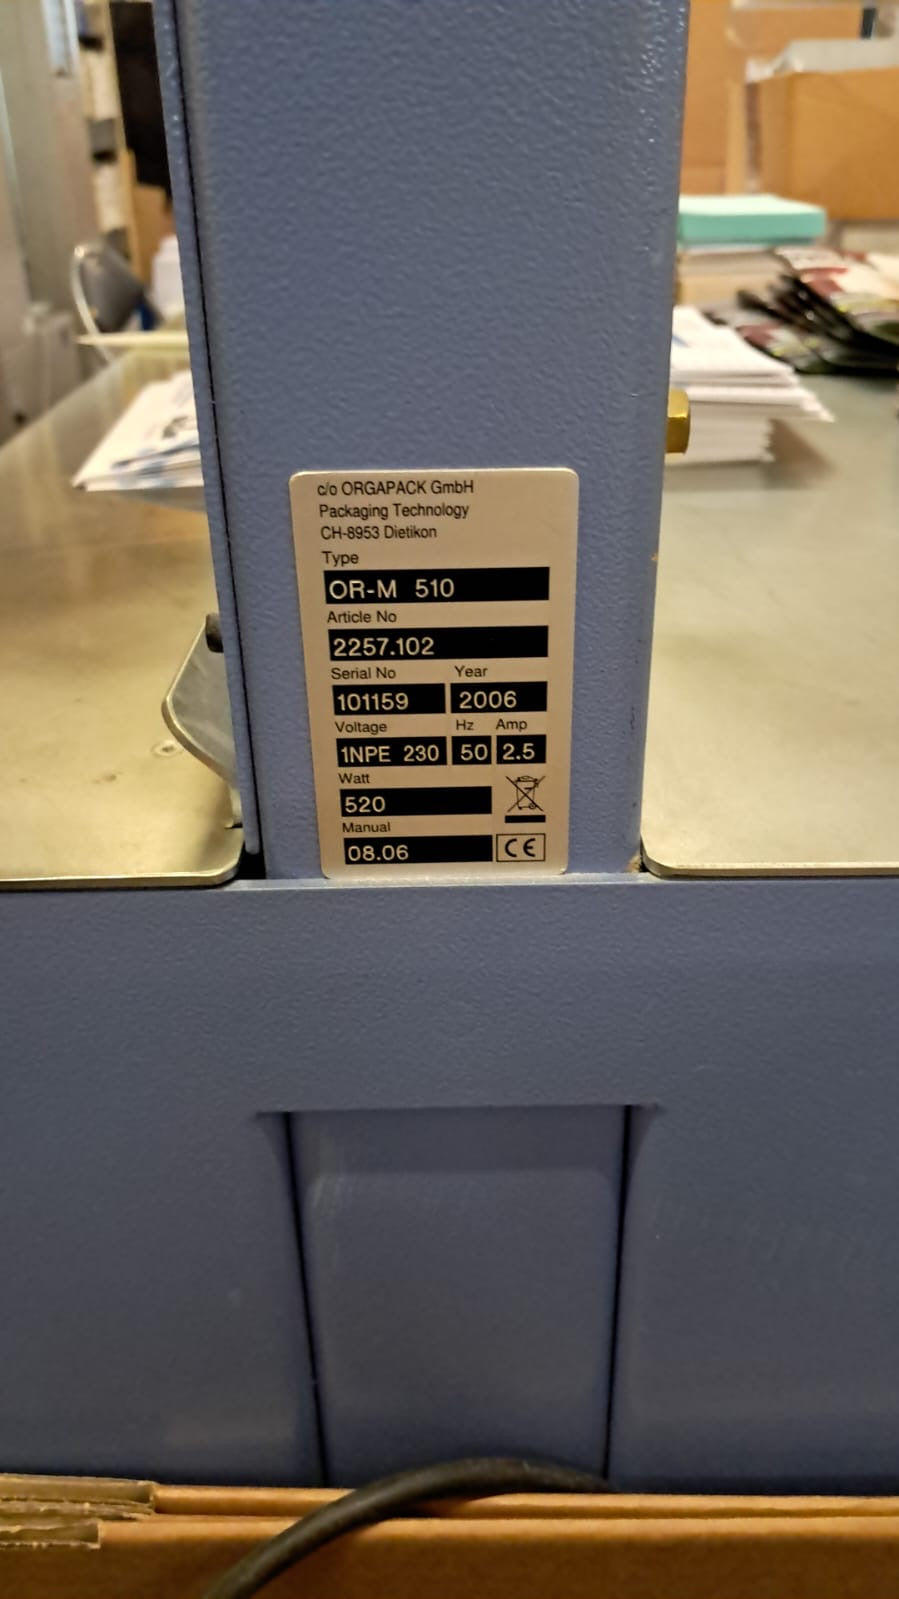 c/o ORGAPACK GmbH
Packaging Technology
CH-8953 Dietikon
Type
OR-M 510
Article No
2257.102
Serial No Year
101159 2006
Voltage Hz Amp
1NPE 230 50 2.5
Watt
520
Manual
08.06 CE